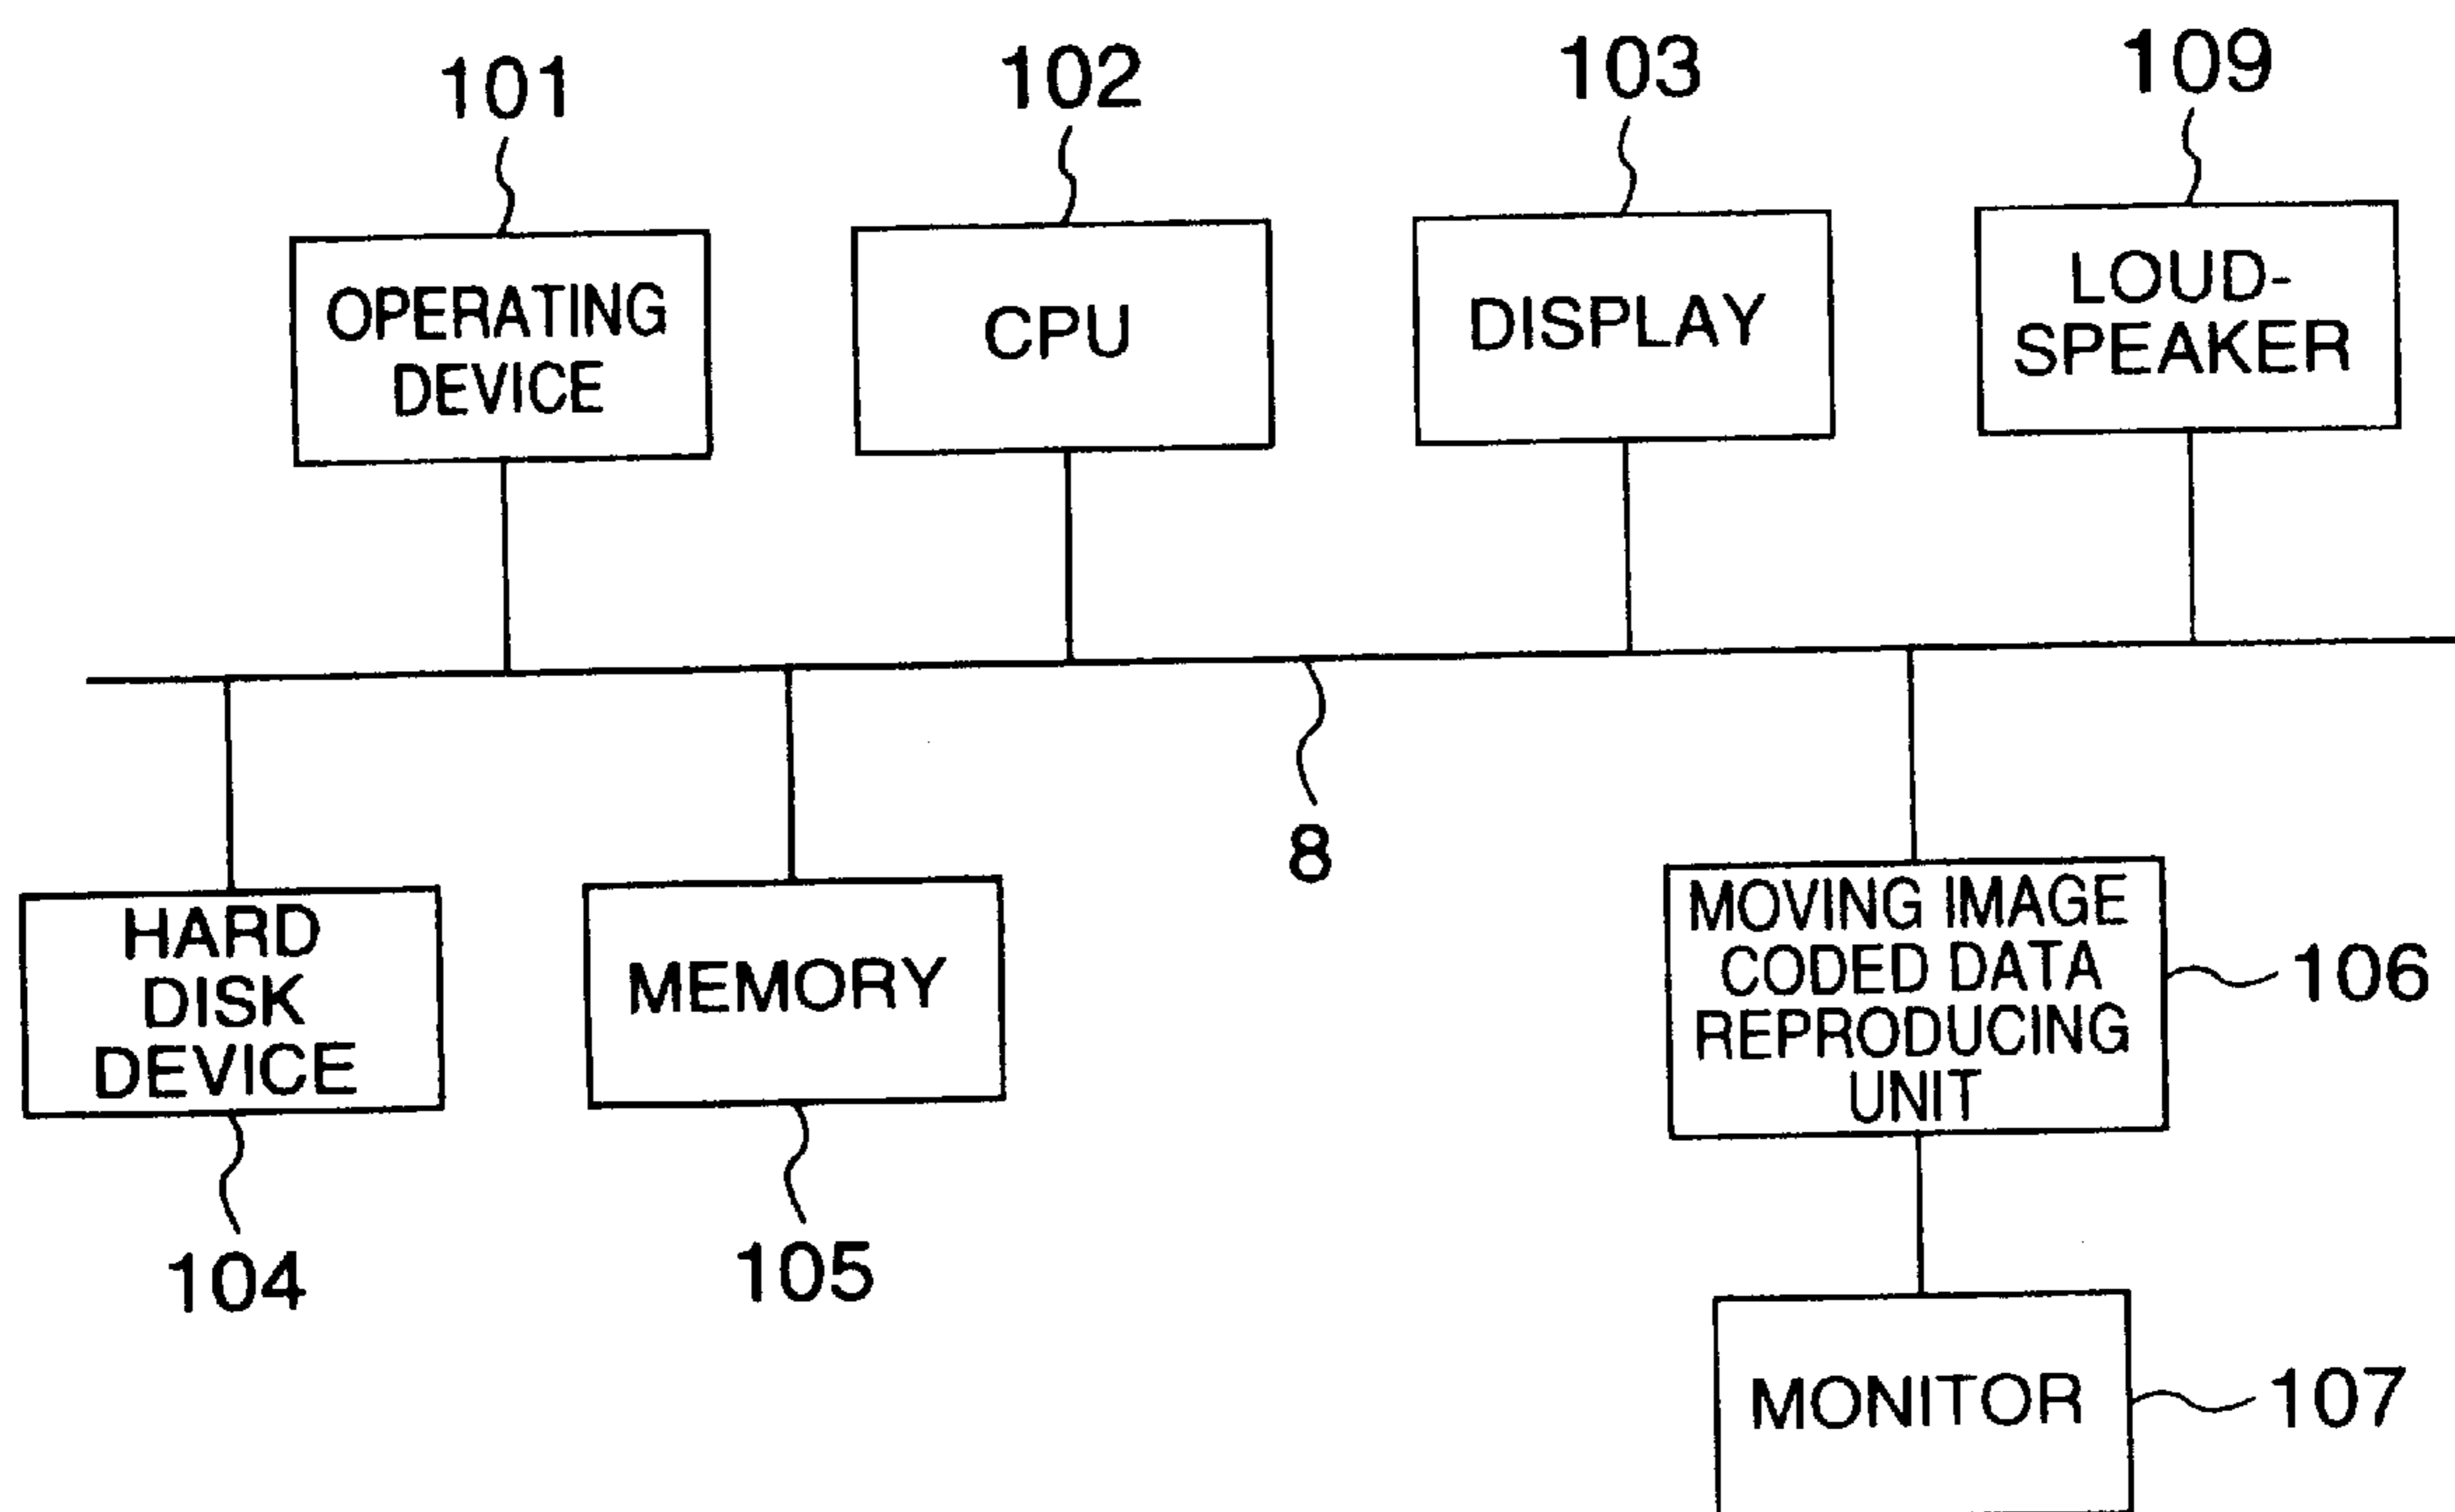 101
102
103
109
OPERATING
DEVICE
CPU
DISPLAY
LOUD-
SPEAKER
8
HARD
DISK
DEVICE
MEMORY
MOVING IMAGE
CODED DATA
REPRODUCING
UNIT
106
104
105
MONITOR
107